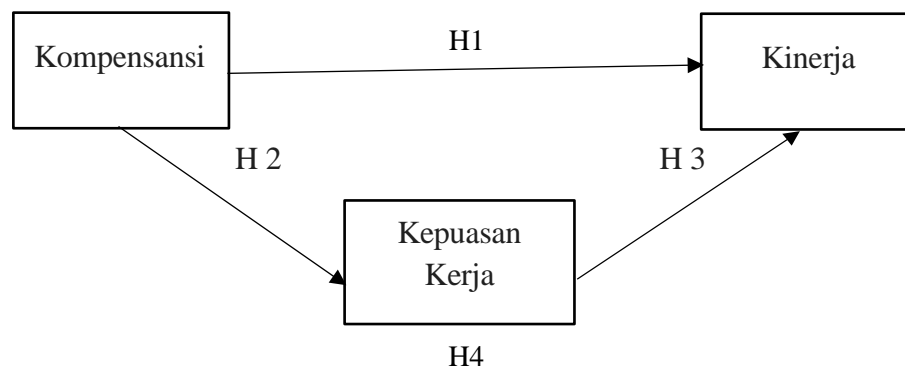 H1
Kompensansi
Kinerja
H 2
H 3
Kepuasan
Kerja
H4